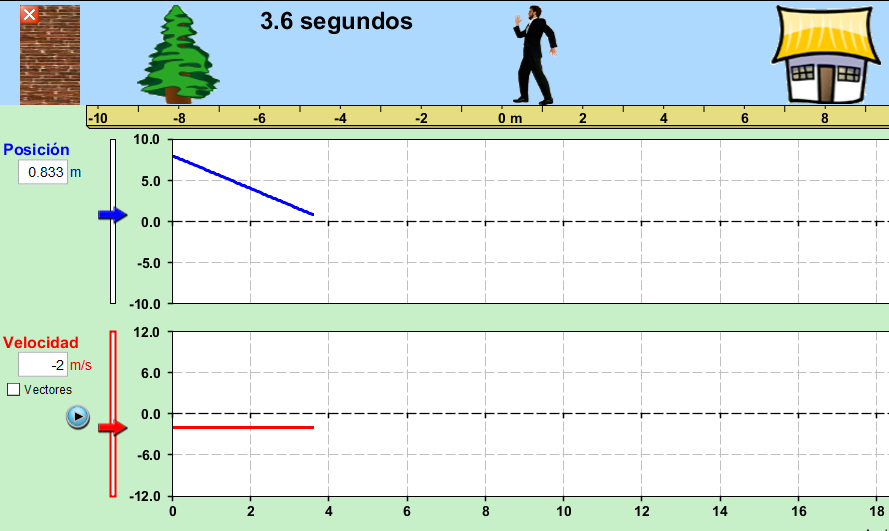 3.6 segundos
-10 -8 -6 -4 -2 0 m 2 4 6 8
Posición
0.833 m
10.0
5.0
0.0
-5.0
-10.0
Velocidad
-2 m/s
Vectores
12.0
6.0
0.0
-6.0
-12.0
0 2 4 6 8 10 12 14 16 18